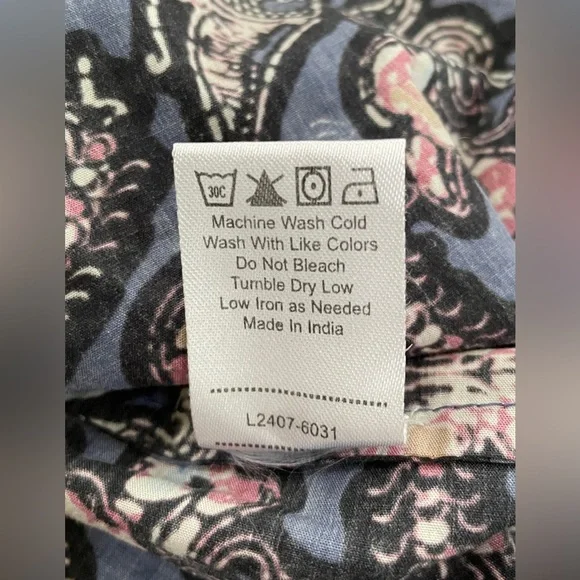 30C
Machine Wash Cold
Wash With Like Colors
Do Not Bleach
Tumble Dry Low
Low Iron as Needed
Made In India
L2407-6031